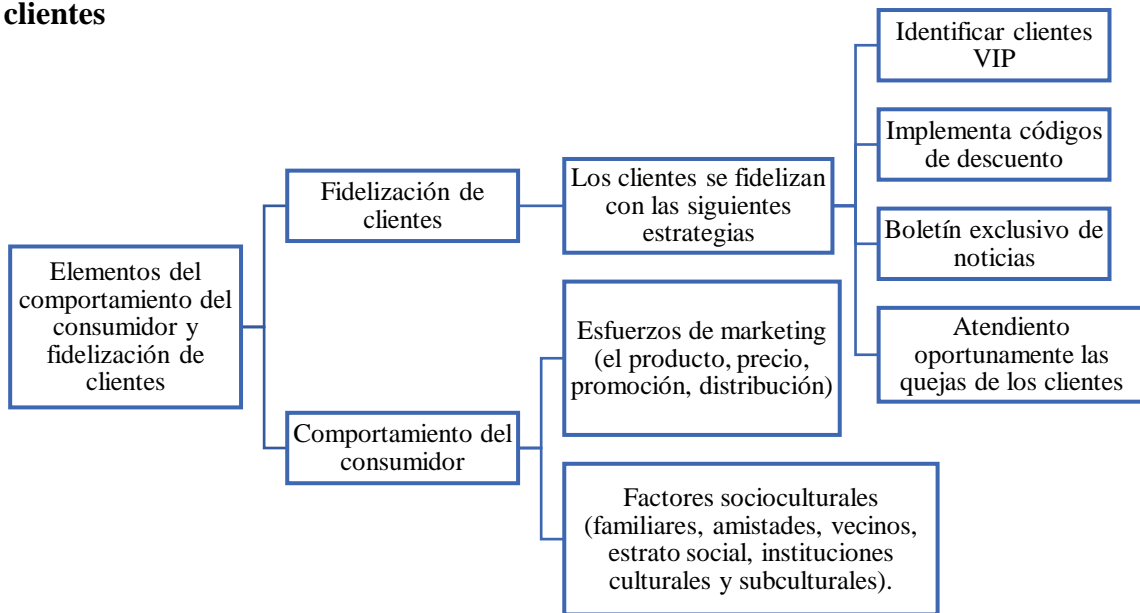 clientes
Elementos del
comportamiento del
consumidor y
fidelización de
clientes
Fidelización de
clientes
Los clientes se fidelizan
con las siguientes
estrategias
Identificar clientes
VIP
Implementa códigos
de descuento
Boletín exclusivo de
noticias
Atendiento
oportunamente las
quejas de los clientes
Comportamiento del
consumidor
Esfuerzos de marketing
(el producto, precio,
promoción, distribución)
Factores socioculturales
(familiares, amistades, vecinos,
estrato social, instituciones
culturales y subculturales).